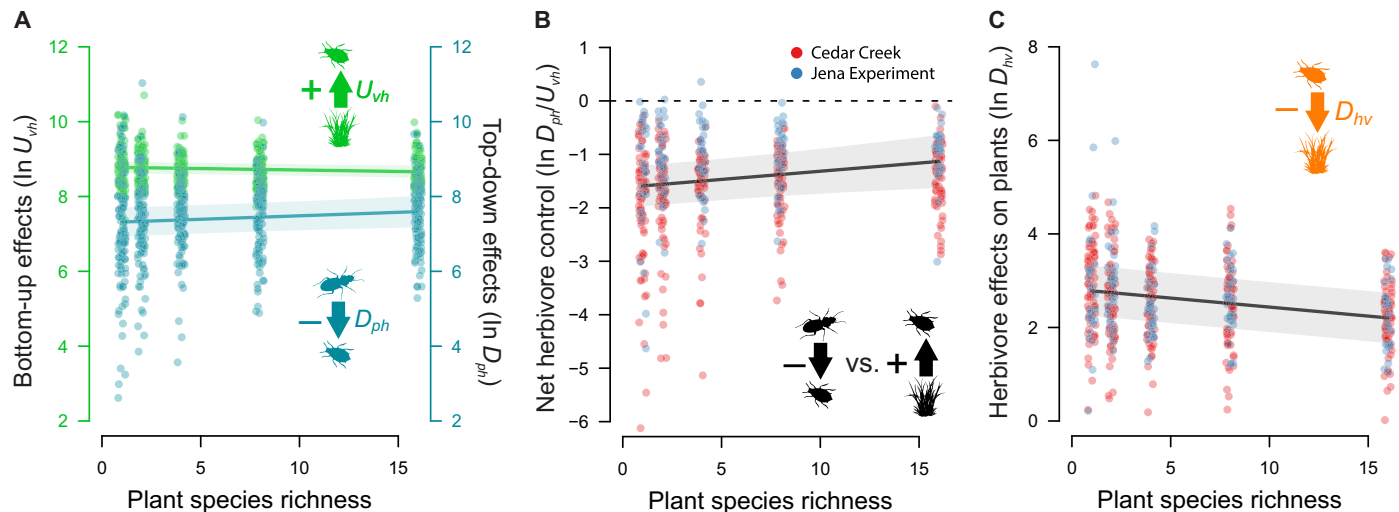 A
Bottom-up effects (ln Uvh)
12
10
8
6
4
2
+ Uvh
− Dph
12
10
8
6
4
2
Top-down effects (ln Dph)
0 5 10 15
Plant species richness
B
Net herbivore control (ln Dph/Uvh)
1
0
−1
−2
−3
−4
−5
−6
Cedar Creek
Jena Experiment
− vs. +
0 5 10 15
Plant species richness
C
Herbivore effects on plants (ln Dhv)
8
6
4
2
0
− Dhv
0 5 10 15
Plant species richness